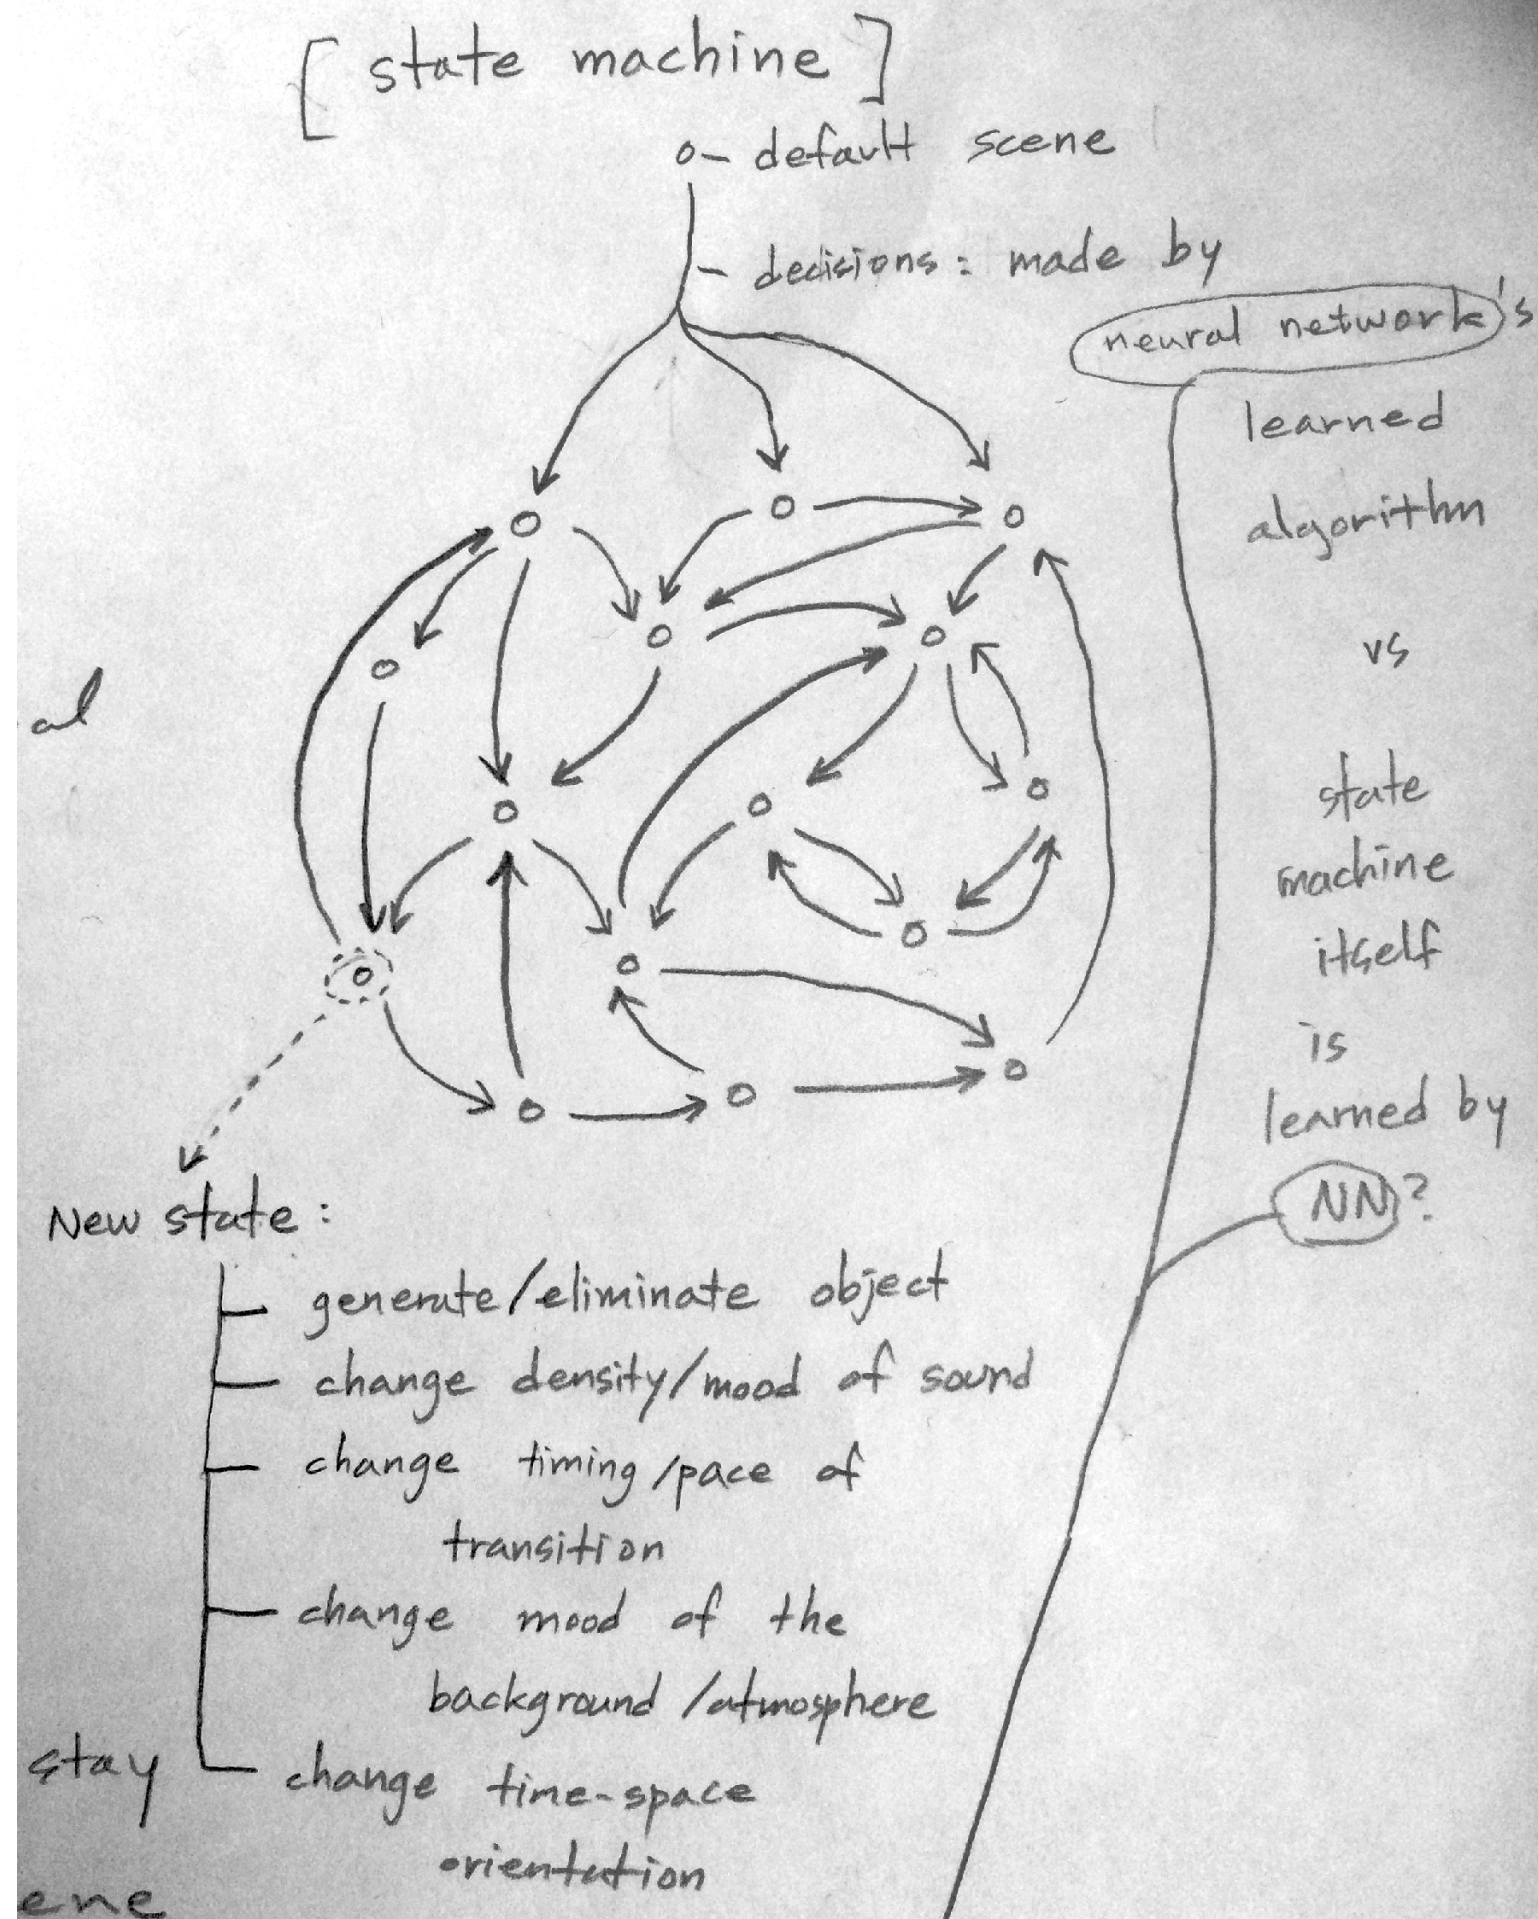 [ state machine ]
o- default scene
- decisions: made by
neural network's
learned
algorithm
vs
state
machine
itself
is
learned by
NN?
al
New state:
generate/eliminate object
change density/mood of sound
change timing/pace of
transition
change mood of the
background/atmosphere
stay
change time-space
orientation
ene